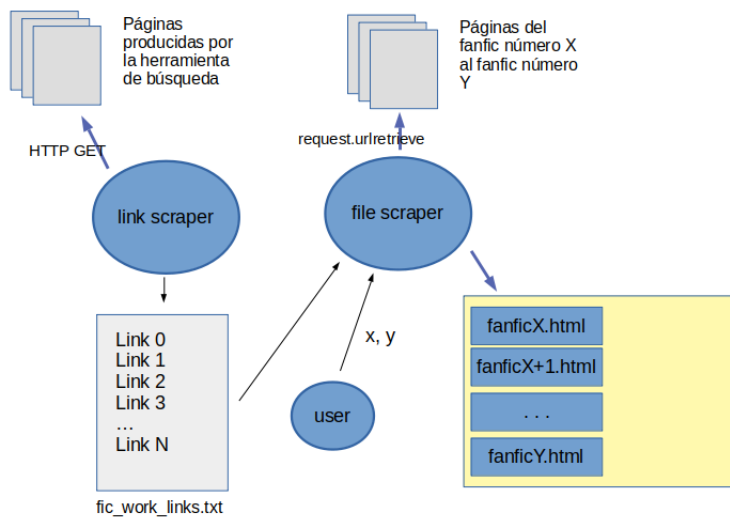 Páginas
producidas por
la herramienta
de búsqueda
Páginas del
fanfic número X
al fanfic número
Y
HTTP GET
request.urlretrieve
link scraper
file scraper
Link 0
Link 1
Link 2
Link 3
...
Link N
fic_work_links.txt
x, y
user
fanficX.html
fanficX+1.html
. . .
fanficY.html